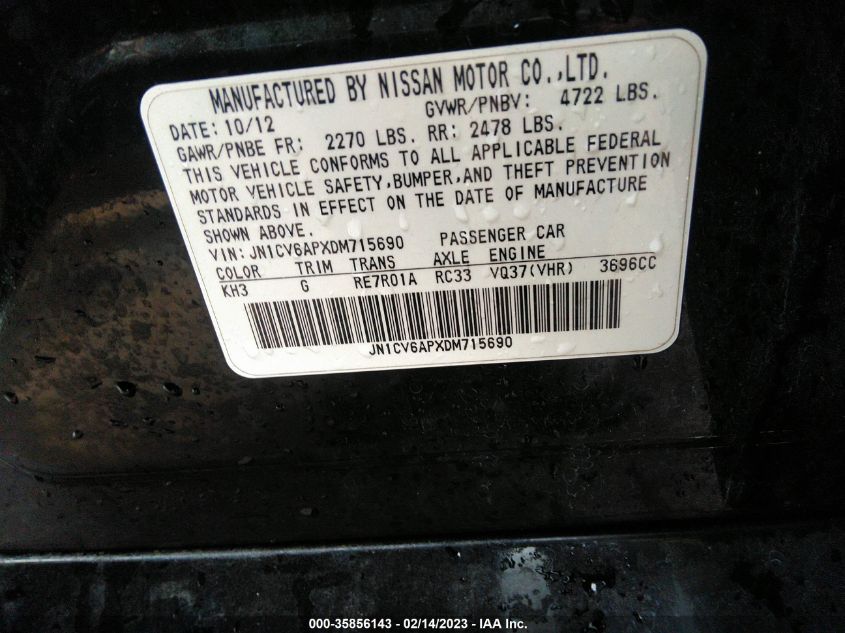 MANUFACTURED BY NISSAN MOTOR CO.,LTD.
DATE: 10/12 GVWR/PNBV: 4722 LBS.
GAWR/PNBE FR: 2270 LBS. RR: 2478 LBS.
THIS VEHICLE CONFORMS TO ALL APPLICABLE FEDERAL
MOTOR VEHICLE SAFETY,BUMPER,AND THEFT PREVENTION
STANDARDS IN EFFECT ON THE DATE OF MANUFACTURE
SHOWN ABOVE.
VIN: JN1CV6APXDM715690 PASSENGER CAR
COLOR TRIM TRANS AXLE ENGINE
KH3 G RE7R01A RC33 VQ37(VHR) 3696CC
JN1CV6APXDM715690
000-35856143 - 02/14/2023 - IAA Inc.